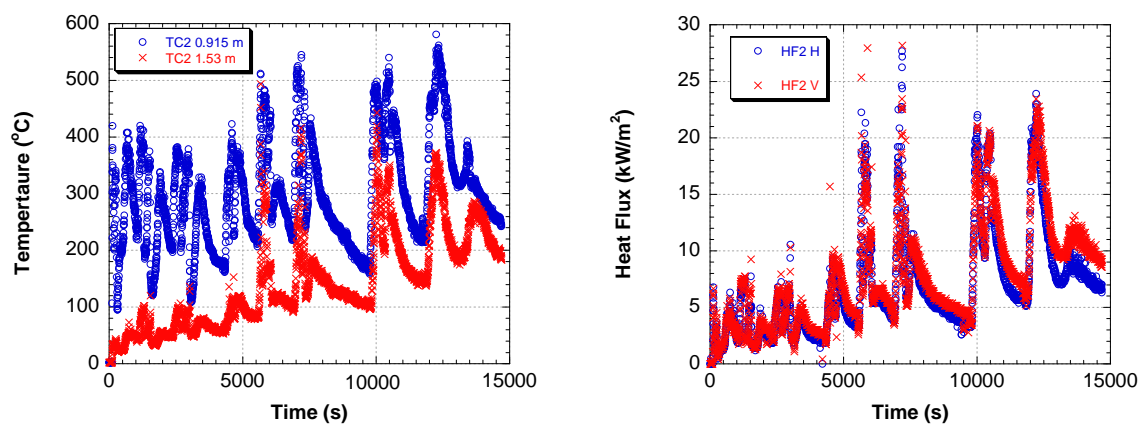 TC2 0.915 m
TC2 1.53 m
600
500
400
300
200
100
0
0
5000
10000
15000
Tempertaure (°C)
Time (s)
HF2 H
HF2 V
30
25
20
15
10
5
0
0
5000
10000
15000
Heat Flux (kW/m²)
Time (s)